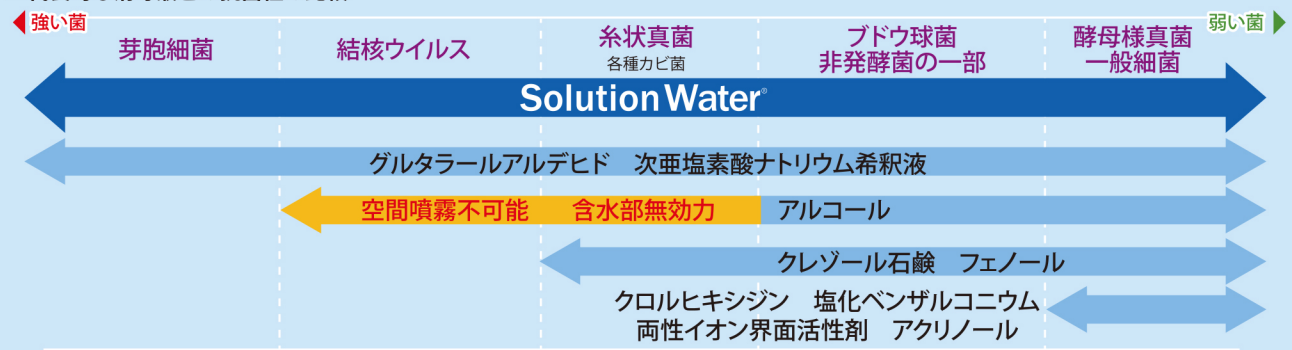 強い菌
弱い菌
芽胞細菌
結核ウイルス
糸状真菌
各種カビ菌
ブドウ球菌
非発酵菌の一部
酵母様真菌
一般細菌
Solution Water®
グルタラールアルデヒド 次亜塩素酸ナトリウム希釈液
空間噴霧不可能 含水部無効力 アルコール
クレゾール石鹸 フェノール
クロルヒキシジン 塩化ベンザルコニウム
両性イオン界面活性剤 アクリノール